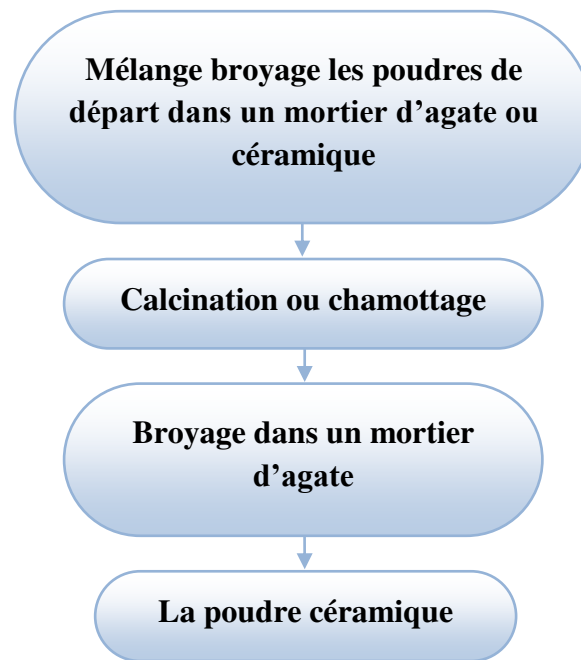 Mélange broyage les poudres de
départ dans un mortier d’agate ou
céramique
Calcination ou chamottage
Broyage dans un mortier
d’agate
La poudre céramique